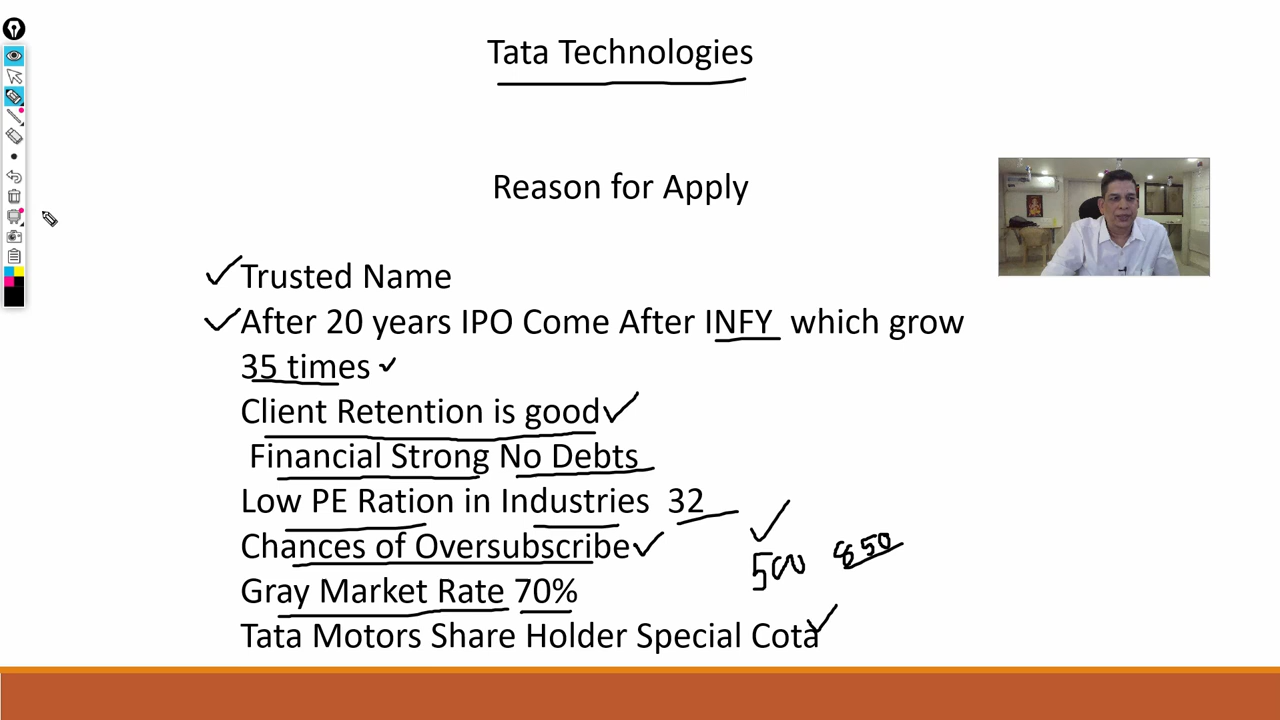 Tata Technologies
Reason for Apply
Trusted Name
After 20 years IPO Come After INFY which grow
35 times
Client Retention is good
Financial Strong No Debts
Low PE Ration in Industries 32
Chances of Oversubscribe
500 850
Gray Market Rate 70%
Tata Motors Share Holder Special Cota